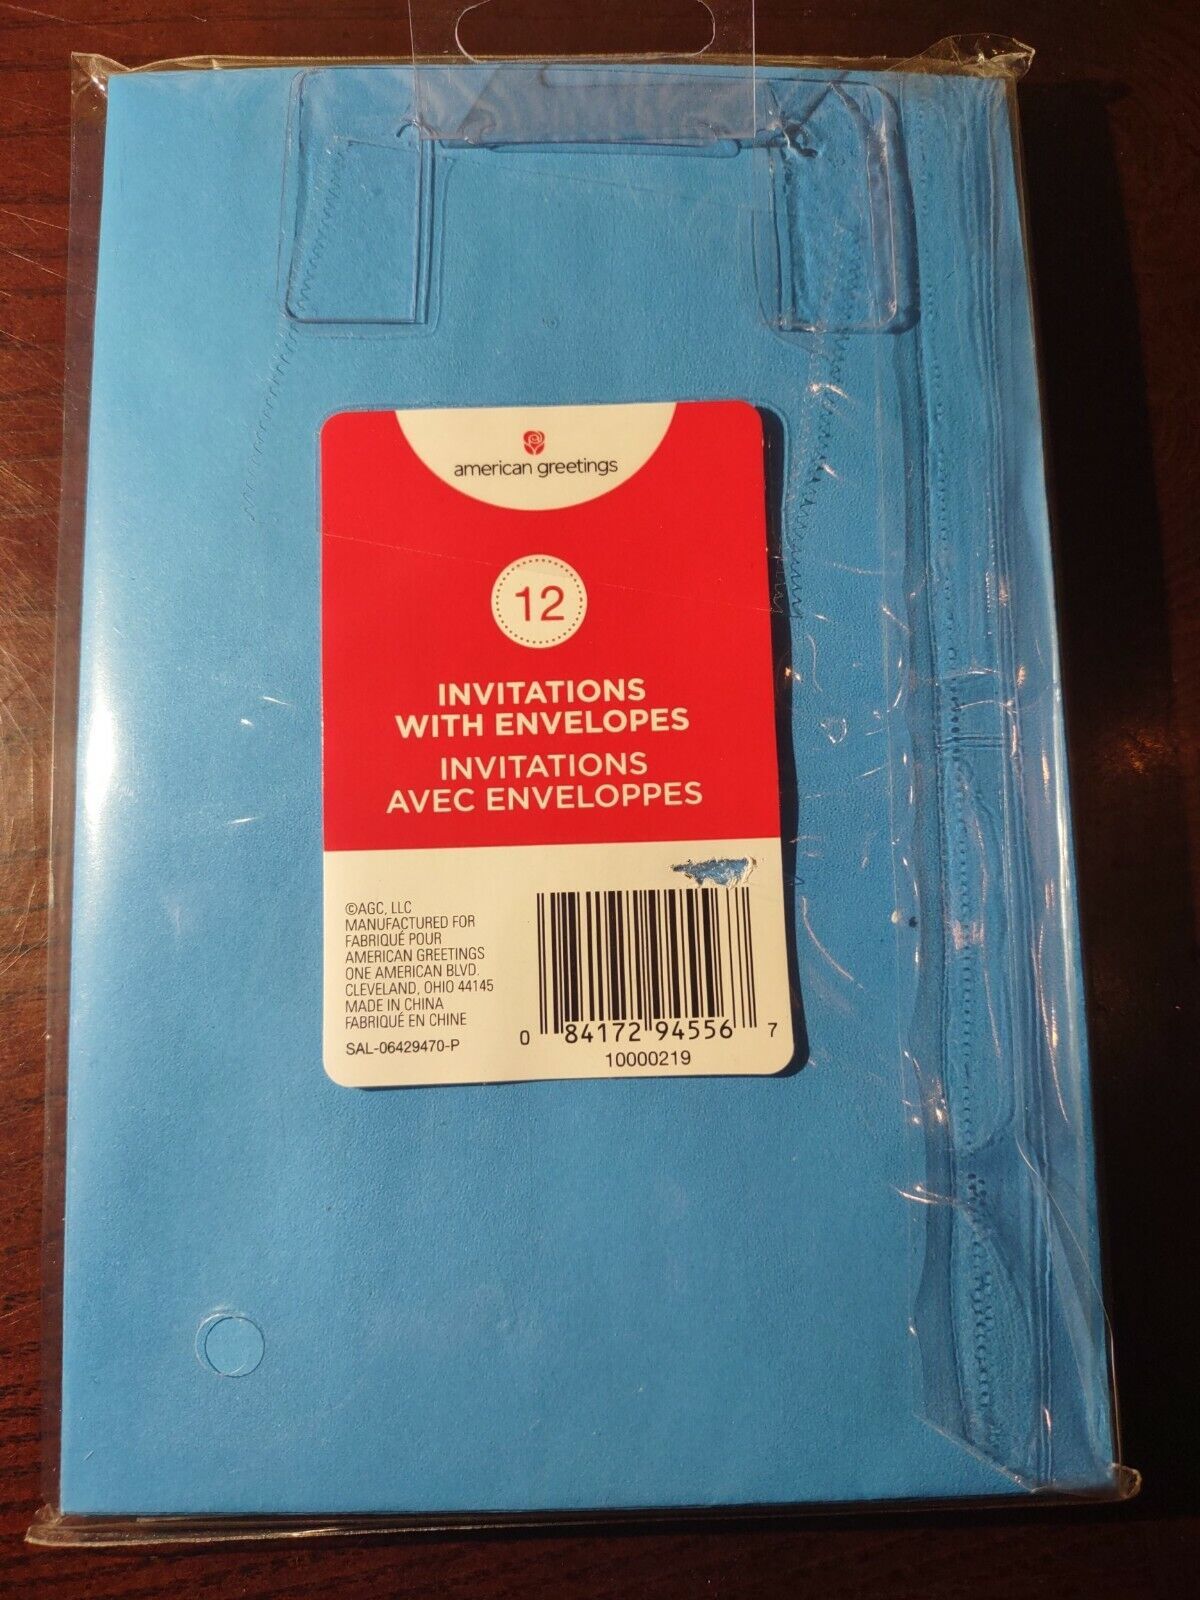 american greetings
12
INVITATIONS
WITH ENVELOPES
INVITATIONS
AVEC ENVELOPPES
©AGC, LLC
MANUFACTURED FOR
FABRIQUÉ POUR
AMERICAN GREETINGS
ONE AMERICAN BLVD.
CLEVELAND, OHIO 44145
MADE IN CHINA
FABRIQUÉ EN CHINE
SAL-06429470-P
0 84172 94556 7
10000219